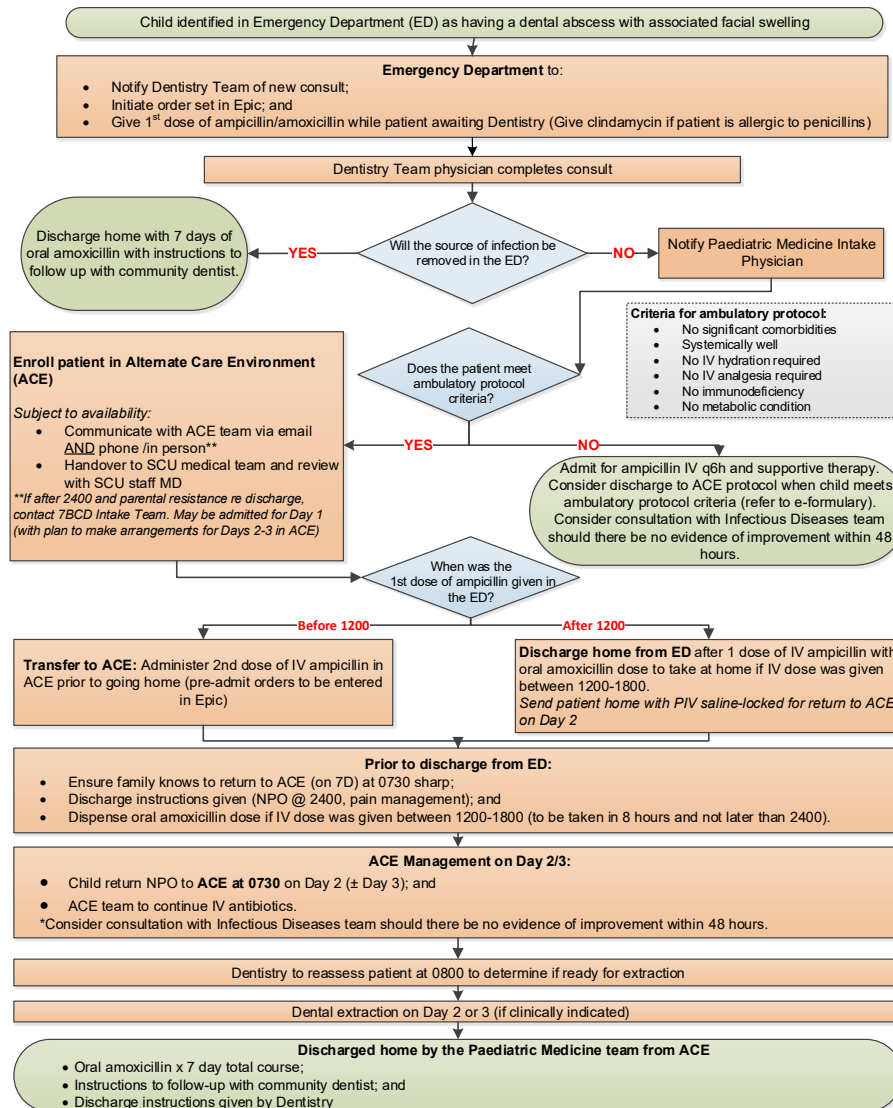 Child identified in Emergency Department (ED) as having a dental abscess with associated facial swelling
Emergency Department to:
• Notify Dentistry Team of new consult;
• Initiate order set in Epic; and
• Give 1st dose of ampicillin/amoxicillin while patient awaiting Dentistry (Give clindamycin if patient is allergic to penicillins)
Dentistry Team physician completes consult
Will the source of infection be
removed in the ED?
YES
NO
Discharge home with 7 days of
oral amoxicillin with instructions to
follow up with community dentist.
Notify Paediatric Medicine Intake
Physician
Criteria for ambulatory protocol:
• No significant comorbidities
• Systemically well
• No IV hydration required
• No IV analgesia required
• No immunodeficiency
• No metabolic condition
Does the patient meet
ambulatory protocol
criteria?
YES
NO
Enroll patient in Alternate Care Environment
(ACE)
Subject to availability:
• Communicate with ACE team via email
AND phone /in person**
• Handover to SCU medical team and review
with SCU staff MD
**If after 2400 and parental resistance re discharge,
contact 7BCD Intake Team. May be admitted for Day 1
(with plan to make arrangements for Days 2-3 in ACE)
Admit for ampicillin IV q6h and supportive therapy.
Consider discharge to ACE protocol when child meets
ambulatory protocol criteria (refer to e-formulary).
Consider consultation with Infectious Diseases team
should there be no evidence of improvement within 48
hours.
When was the
1st dose of ampicillin given in
the ED?
Before 1200
After 1200
Transfer to ACE: Administer 2nd dose of IV ampicillin in
ACE prior to going home (pre-admit orders to be entered
in Epic)
Discharge home from ED after 1 dose of IV ampicillin with
oral amoxicillin dose to take at home if IV dose was given
between 1200-1800.
Send patient home with PIV saline-locked for return to ACE
on Day 2
Prior to discharge from ED:
• Ensure family knows to return to ACE (on 7D) at 0730 sharp;
• Discharge instructions given (NPO @ 2400, pain management); and
• Dispense oral amoxicillin dose if IV dose was given between 1200-1800 (to be taken in 8 hours and not later than 2400).
ACE Management on Day 2/3:
• Child return NPO to ACE at 0730 on Day 2 (± Day 3); and
• ACE team to continue IV antibiotics.
*Consider consultation with Infectious Diseases team should there be no evidence of improvement within 48 hours.
Dentistry to reassess patient at 0800 to determine if ready for extraction
Dental extraction on Day 2 or 3 (if clinically indicated)
Discharged home by the Paediatric Medicine team from ACE
• Oral amoxicillin x 7 day total course;
• Instructions to follow-up with community dentist; and
• Discharge instructions given by Dentistry